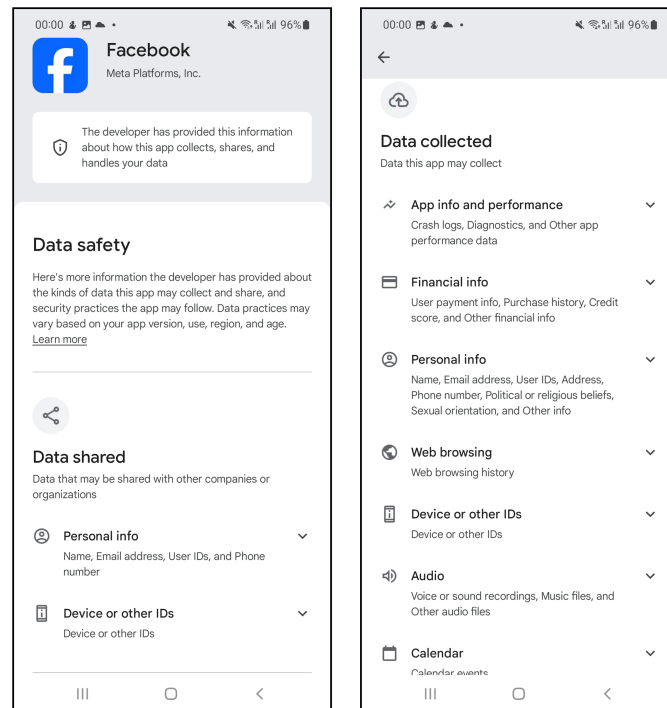 00:00 96%
Facebook
Meta Platforms, Inc.
The developer has provided this information
about how this app collects, shares, and
handles your data
Data safety
Here's more information the developer has provided about
the kinds of data this app may collect and share, and
security practices the app may follow. Data practices may
vary based on your app version, use, region, and age.
Learn more
Data shared
Data that may be shared with other companies or
organizations
Personal info
Name, Email address, User IDs, and Phone
number
Device or other IDs
Device or other IDs
00:00 96%
Data collected
Data this app may collect
App info and performance
Crash logs, Diagnostics, and Other app
performance data
Financial info
User payment info, Purchase history, Credit
score, and Other financial info
Personal info
Name, Email address, User IDs, Address,
Phone number, Political or religious beliefs,
Sexual orientation, and Other info
Web browsing
Web browsing history
Device or other IDs
Device or other IDs
Audio
Voice or sound recordings, Music files, and
Other audio files
Calendar
Calendar events